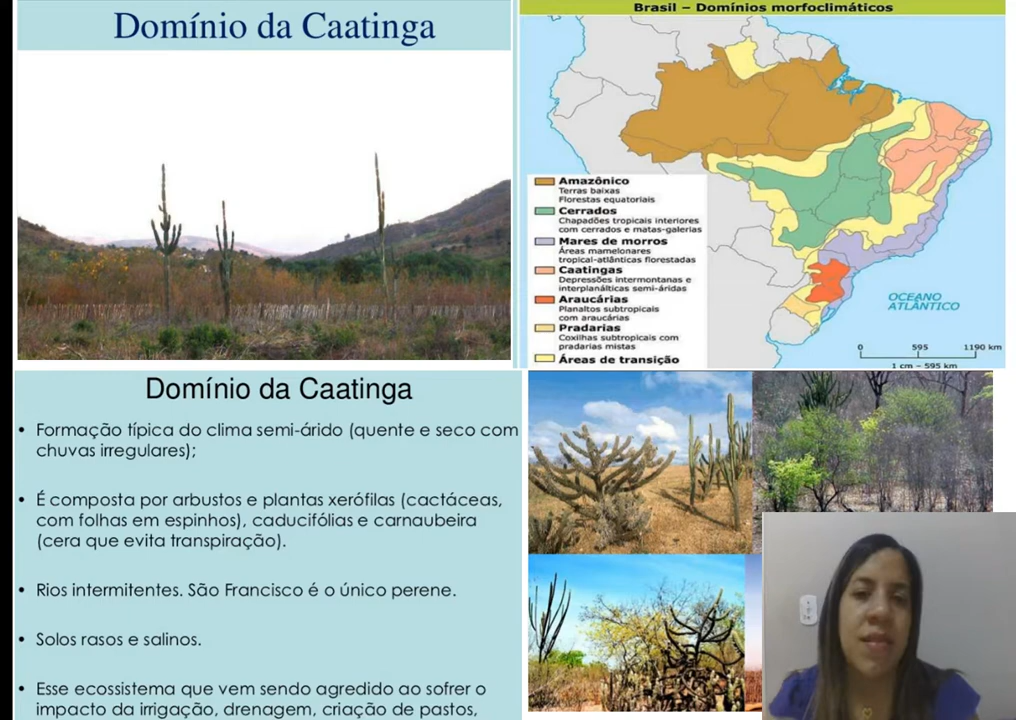 Domínio da Caatinga
Brasil – Domínios morfoclimáticos
Amazônico
Terras baixas
Florestas equatoriais
Cerrados
Chapadões tropicais interiores
com cerrados e matas-galerias
Mares de morros
Áreas mamelonares
tropical-atlânticas florestadas
Caatingas
Depressões intermontanas e
interplanálticas semi-áridas
Araucárias
Planaltos subtropicais
com araucárias
Pradarias
Coxilhas subtropicais com
pradarias mistas
Áreas de transição
OCEANO
ATLÂNTICO
0 595 1190 km
1 cm – 595 km
Domínio da Caatinga
• Formação típica do clima semi-árido (quente e seco com
chuvas irregulares);
• É composta por arbustos e plantas xerófilas (cactáceas,
com folhas em espinhos), caducifólias e carnaubeira
(cera que evita transpiração).
• Rios intermitentes. São Francisco é o único perene.
• Solos rasos e salinos.
• Esse ecossistema que vem sendo agredido ao sofrer o
impacto da irrigação, drenagem, criação de pastos,